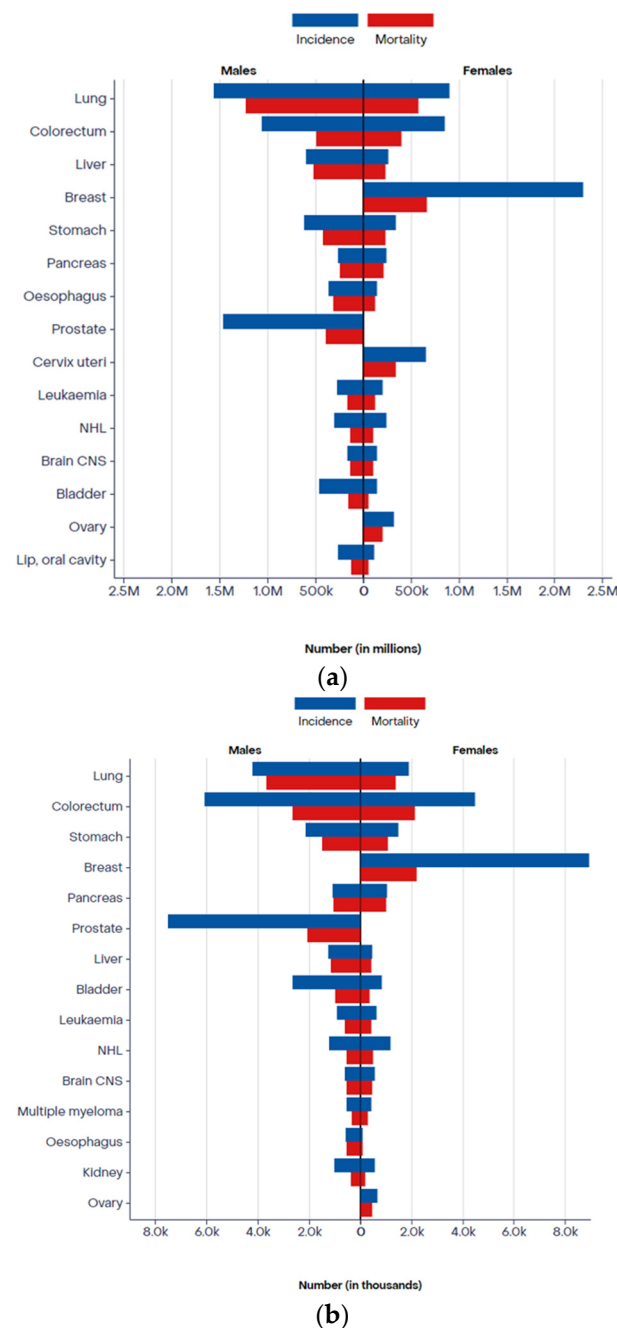 Incidence Mortality
Males Females
Lung
Colorectum
Liver
Breast
Stomach
Pancreas
Oesophagus
Prostate
Cervix uteri
Leukaemia
NHL
Brain CNS
Bladder
Ovary
Lip, oral cavity
2.5M 2.0M 1.5M 1.0M 500k 0 500k 1.0M 1.5M 2.0M 2.5M
Number (in millions)
(a)
Incidence Mortality
Males Females
Lung
Colorectum
Stomach
Breast
Pancreas
Prostate
Liver
Bladder
Leukaemia
NHL
Brain CNS
Multiple myeloma
Oesophagus
Kidney
Ovary
8.0k 6.0k 4.0k 2.0k 0 2.0k 4.0k 6.0k 8.0k
Number (in thousands)
(b)